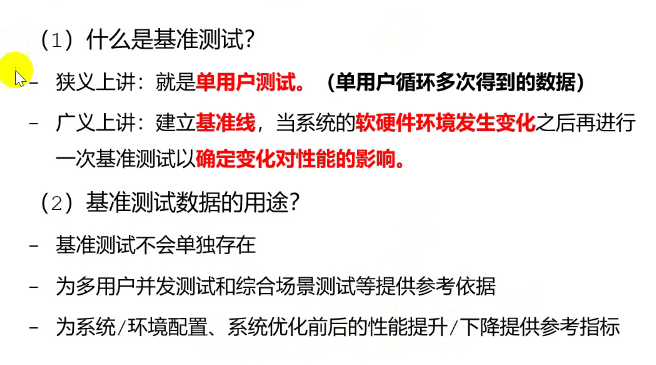 （1）什么是基准测试？
– 狭义上讲：就是单用户测试。（单用户循环多次得到的数据）
– 广义上讲：建立基准线，当系统的软硬件环境发生变化之后再进行
一次基准测试以确定变化对性能的影响。
（2）基准测试数据的用途？
– 基准测试不会单独存在
– 为多用户并发测试和综合场景测试等提供参考依据
– 为系统/环境配置、系统优化前后的性能提升/下降提供参考指标